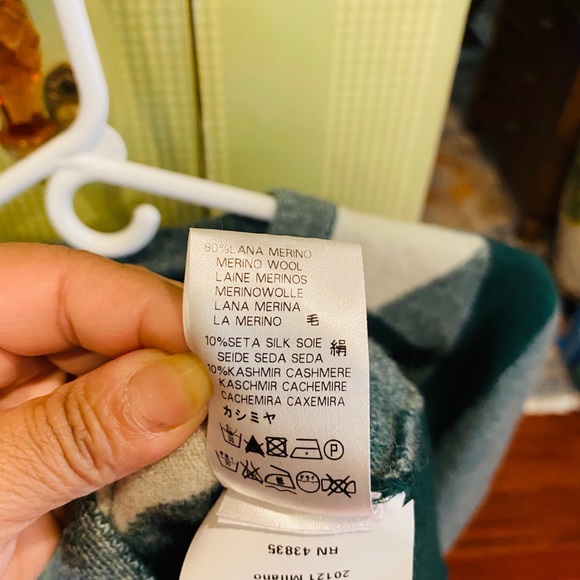 80%LANA MERINO
MERINO WOOL
LAINE MERINOS
MERINOWOLLE
LANA MERINA
LA MERINO 毛
10%SETA SILK SOIE 絹
SEIDE SEDA SEDA
10%KASHMIR CASHMERE
KASCHMIR CACHEMIRE
CACHEMIRA CAXEMIRA
カシミヤ
P
RN 43835
20121 Milano